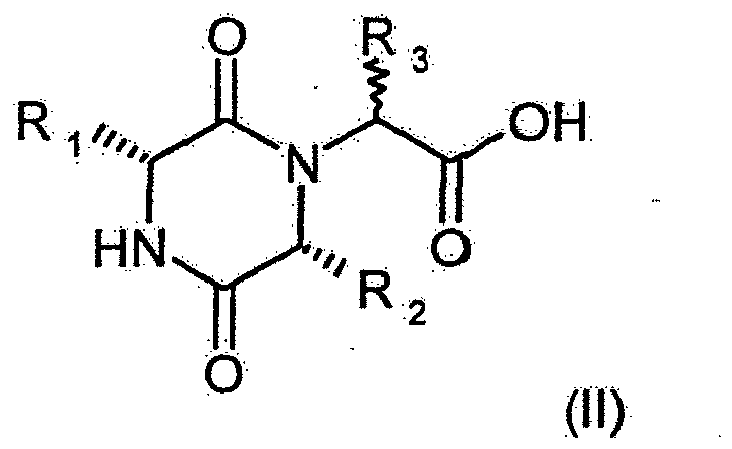 O
R3
R1
N
OH
HN
O
R2
O
(II)